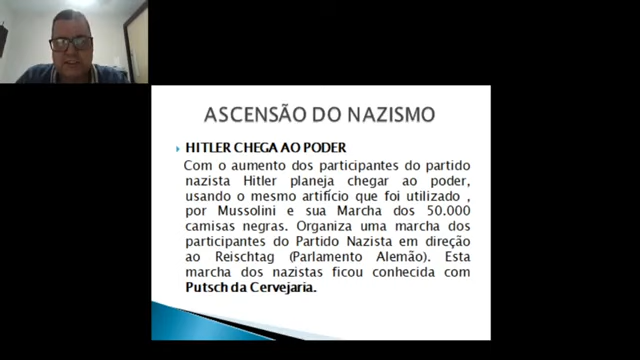 ASCENSÃO DO NAZISMO
HITLER CHEGA AO PODER
Com o aumento dos participantes do partido
nazista Hitler planeja chegar ao poder,
usando o mesmo artifício que foi utilizado ,
por Mussolini e sua Marcha dos 50.000
camisas negras. Organiza uma marcha dos
participantes do Partido Nazista em direção
ao Reischtag (Parlamento Alemão). Esta
marcha dos nazistas ficou conhecida com
Putsch da Cervejaria.